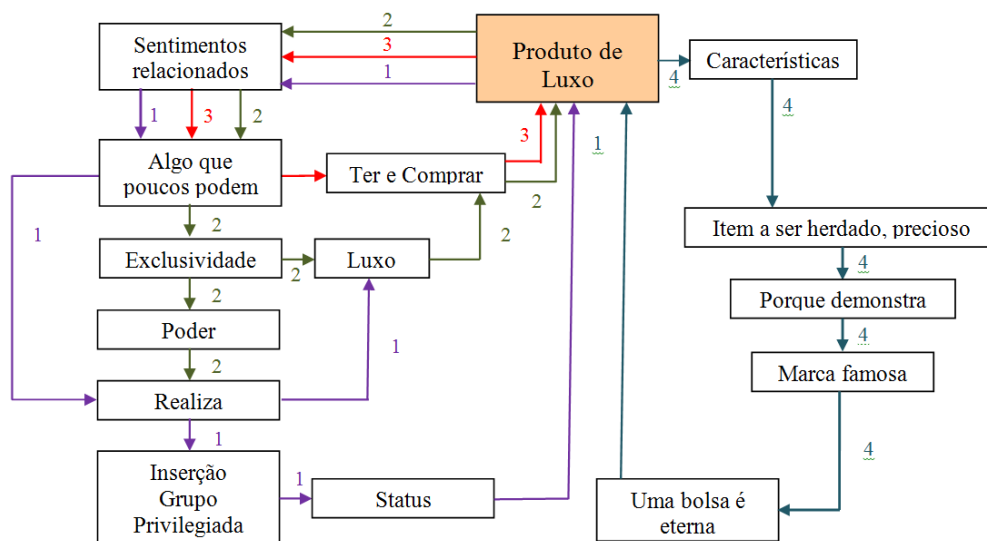 2
Sentimentos
relacionados
3
1
Produto de
Luxo
4
Características
1
3
2
4
Algo que
poucos podem
Ter e Comprar
3
2
1
1
2
2
Item a ser herdado, precioso
Exclusividade
2
Luxo
4
2
Porque demonstra
Poder
1
4
2
Marca famosa
Realiza
1
4
Inserção
Grupo
Privilegiada
1
Status
Uma bolsa é
eterna